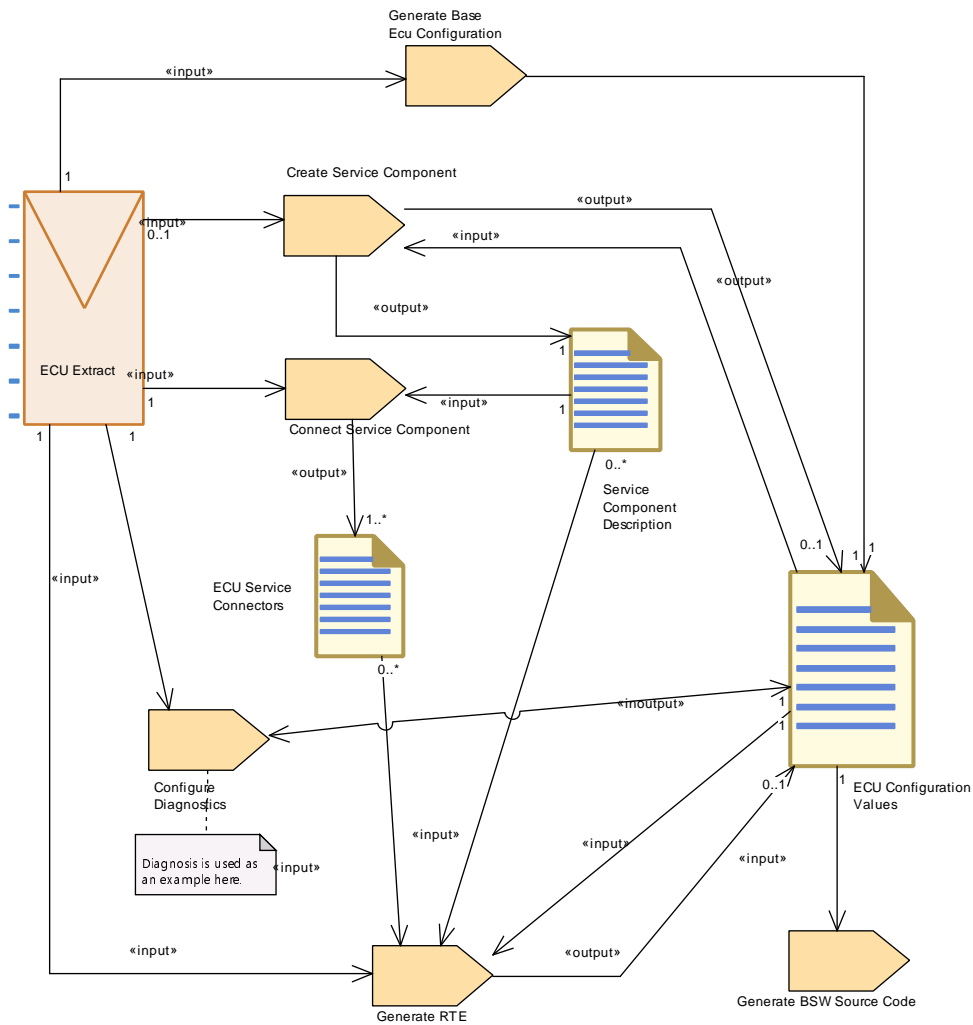 Generate Base
Ecu Configuration
«input»
1
Create Service Component
«output»
«input»
0..1
«input»
«output»
«output»
1
ECU Extract
«input»
1
«input»
1
Connect Service Component
1
1
«output»
0..*
Service
Component
Description
1..*
0..1
1
1
«input»
ECU Service
Connectors
0..*
«inoutput»
1
1
Configure
Diagnostics
0..1
1
ECU Configuration
Values
«input»
«input»
«input»
Diagnosis is used as
an example here.
«input»
«input»
«output»
Generate BSW Source Code
Generate RTE